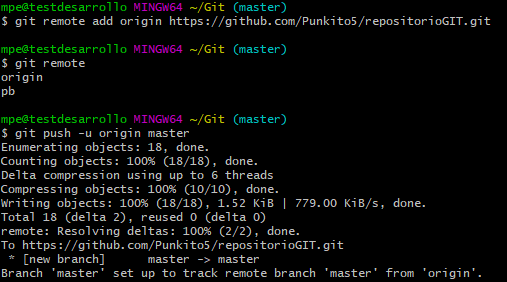 mpe@testdesarrollo MINGW64 ~/Git (master)
$ git remote add origin https://github.com/Punkito5/repositorioGIT.git
mpe@testdesarrollo MINGW64 ~/Git (master)
$ git remote
origin
pb
mpe@testdesarrollo MINGW64 ~/Git (master)
$ git push -u origin master
Enumerating objects: 18, done.
Counting objects: 100% (18/18), done.
Delta compression using up to 6 threads
Compressing objects: 100% (10/10), done.
Writing objects: 100% (18/18), 1.52 KiB | 779.00 KiB/s, done.
Total 18 (delta 2), reused 0 (delta 0)
remote: Resolving deltas: 100% (2/2), done.
To https://github.com/Punkito5/repositorioGIT.git
 * [new branch]      master -> master
Branch 'master' set up to track remote branch 'master' from 'origin'.